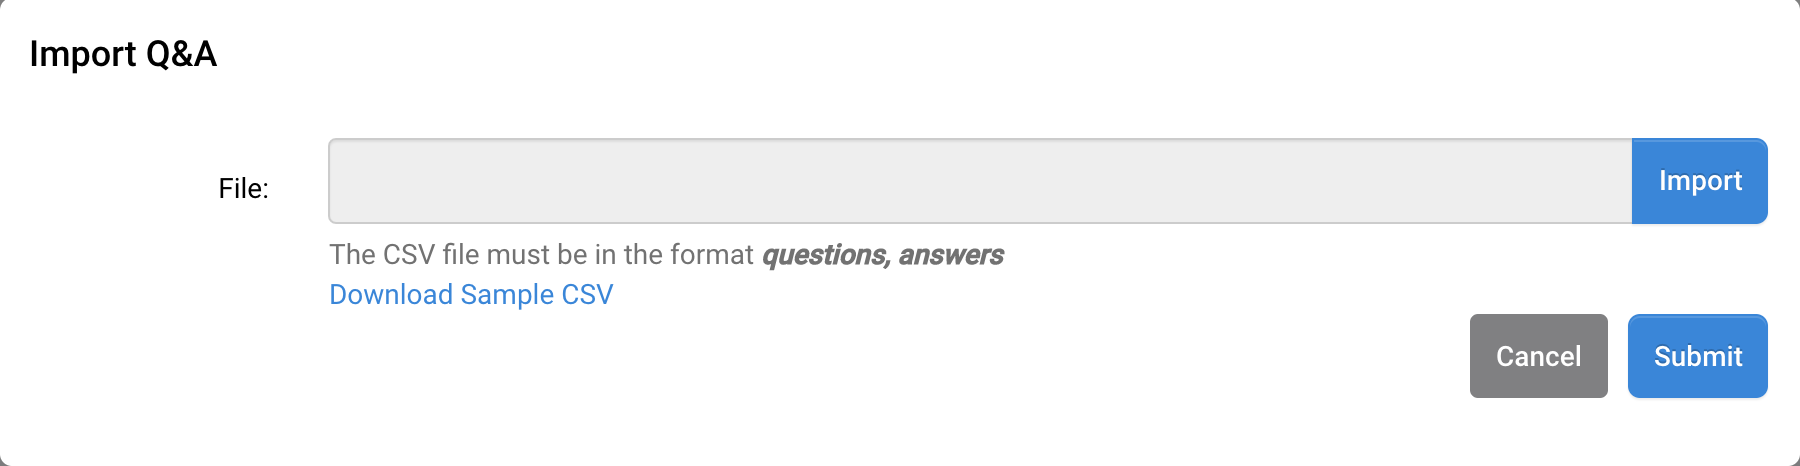 Import Q&A
File:
Import
The CSV file must be in the format questions, answers
Download Sample CSV
Cancel
Submit